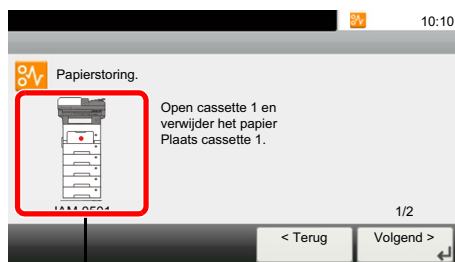 10:10
Papierstoring.
Open cassette 1 en
verwijder het papier
Plaats cassette 1.
1/2
< Terug
Volgend >